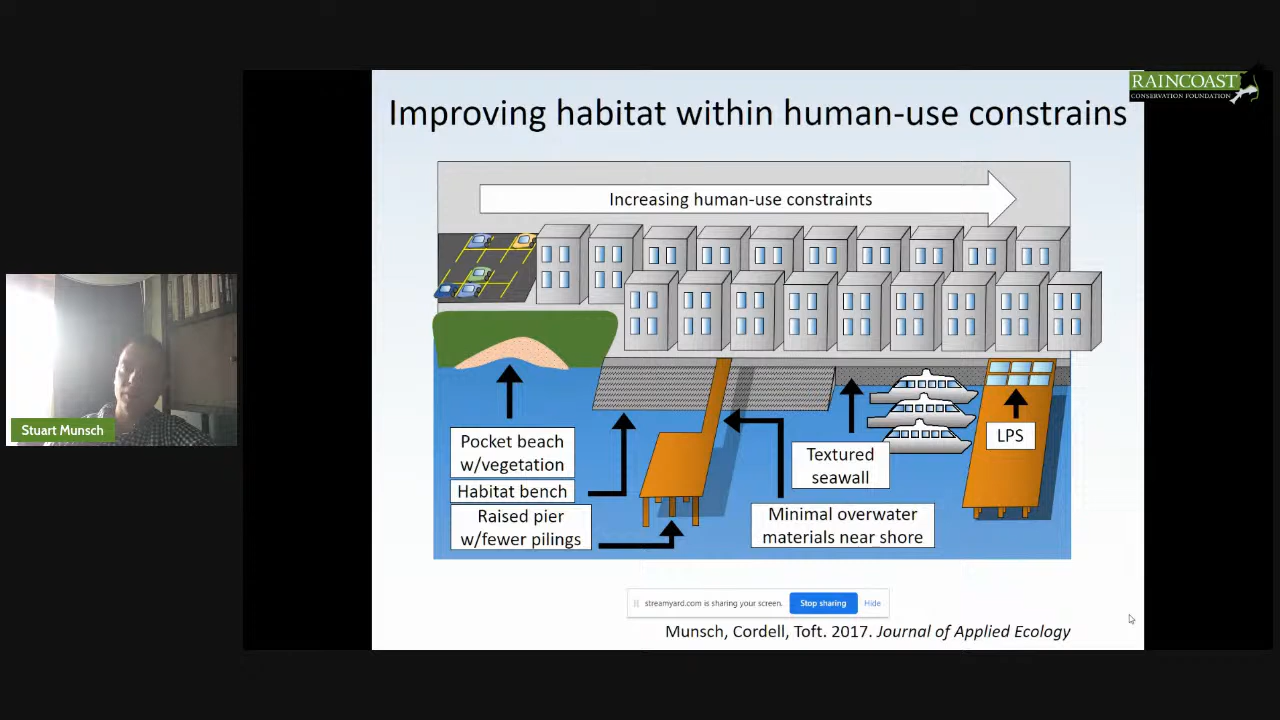 RAINCOAST
CONSERVATION FOUNDATION
Improving habitat within human-use constrains
Increasing human-use constraints
Stuart Munsch
Pocket beach
w/vegetation
Habitat bench
Raised pier
w/fewer pilings
Textured
seawall
LPS
Minimal overwater
materials near shore
streamyard.com is sharing your screen.
Stop sharing
Hide
Munsch, Cordell, Toft. 2017. Journal of Applied Ecology